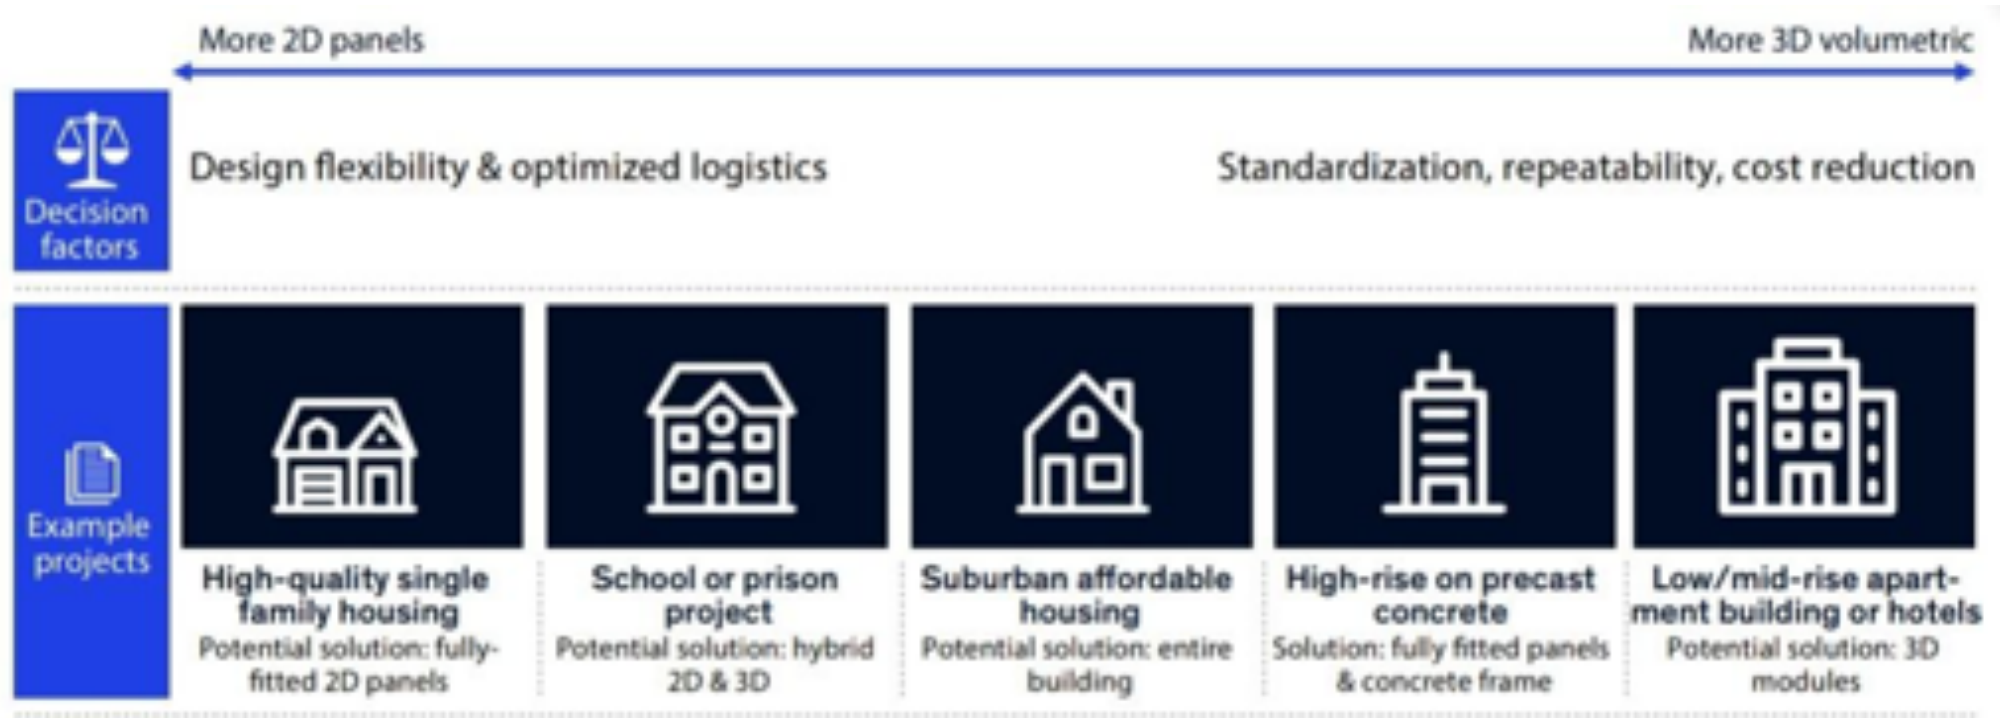 More 2D panels
More 3D volumetric
Decision
factors
Design flexibility & optimized logistics
Standardization, repeatability, cost reduction
Example
projects
High-quality single
family housing
Potential solution: fully-
fitted 2D panels
School or prison
project
Potential solution: hybrid
2D & 3D
Suburban affordable
housing
Potential solution: entire
building
High-rise on precast
concrete
Solution: fully fitted panels
& concrete frame
Low/mid-rise apart-
ment building or hotels
Potential solution: 3D
modules